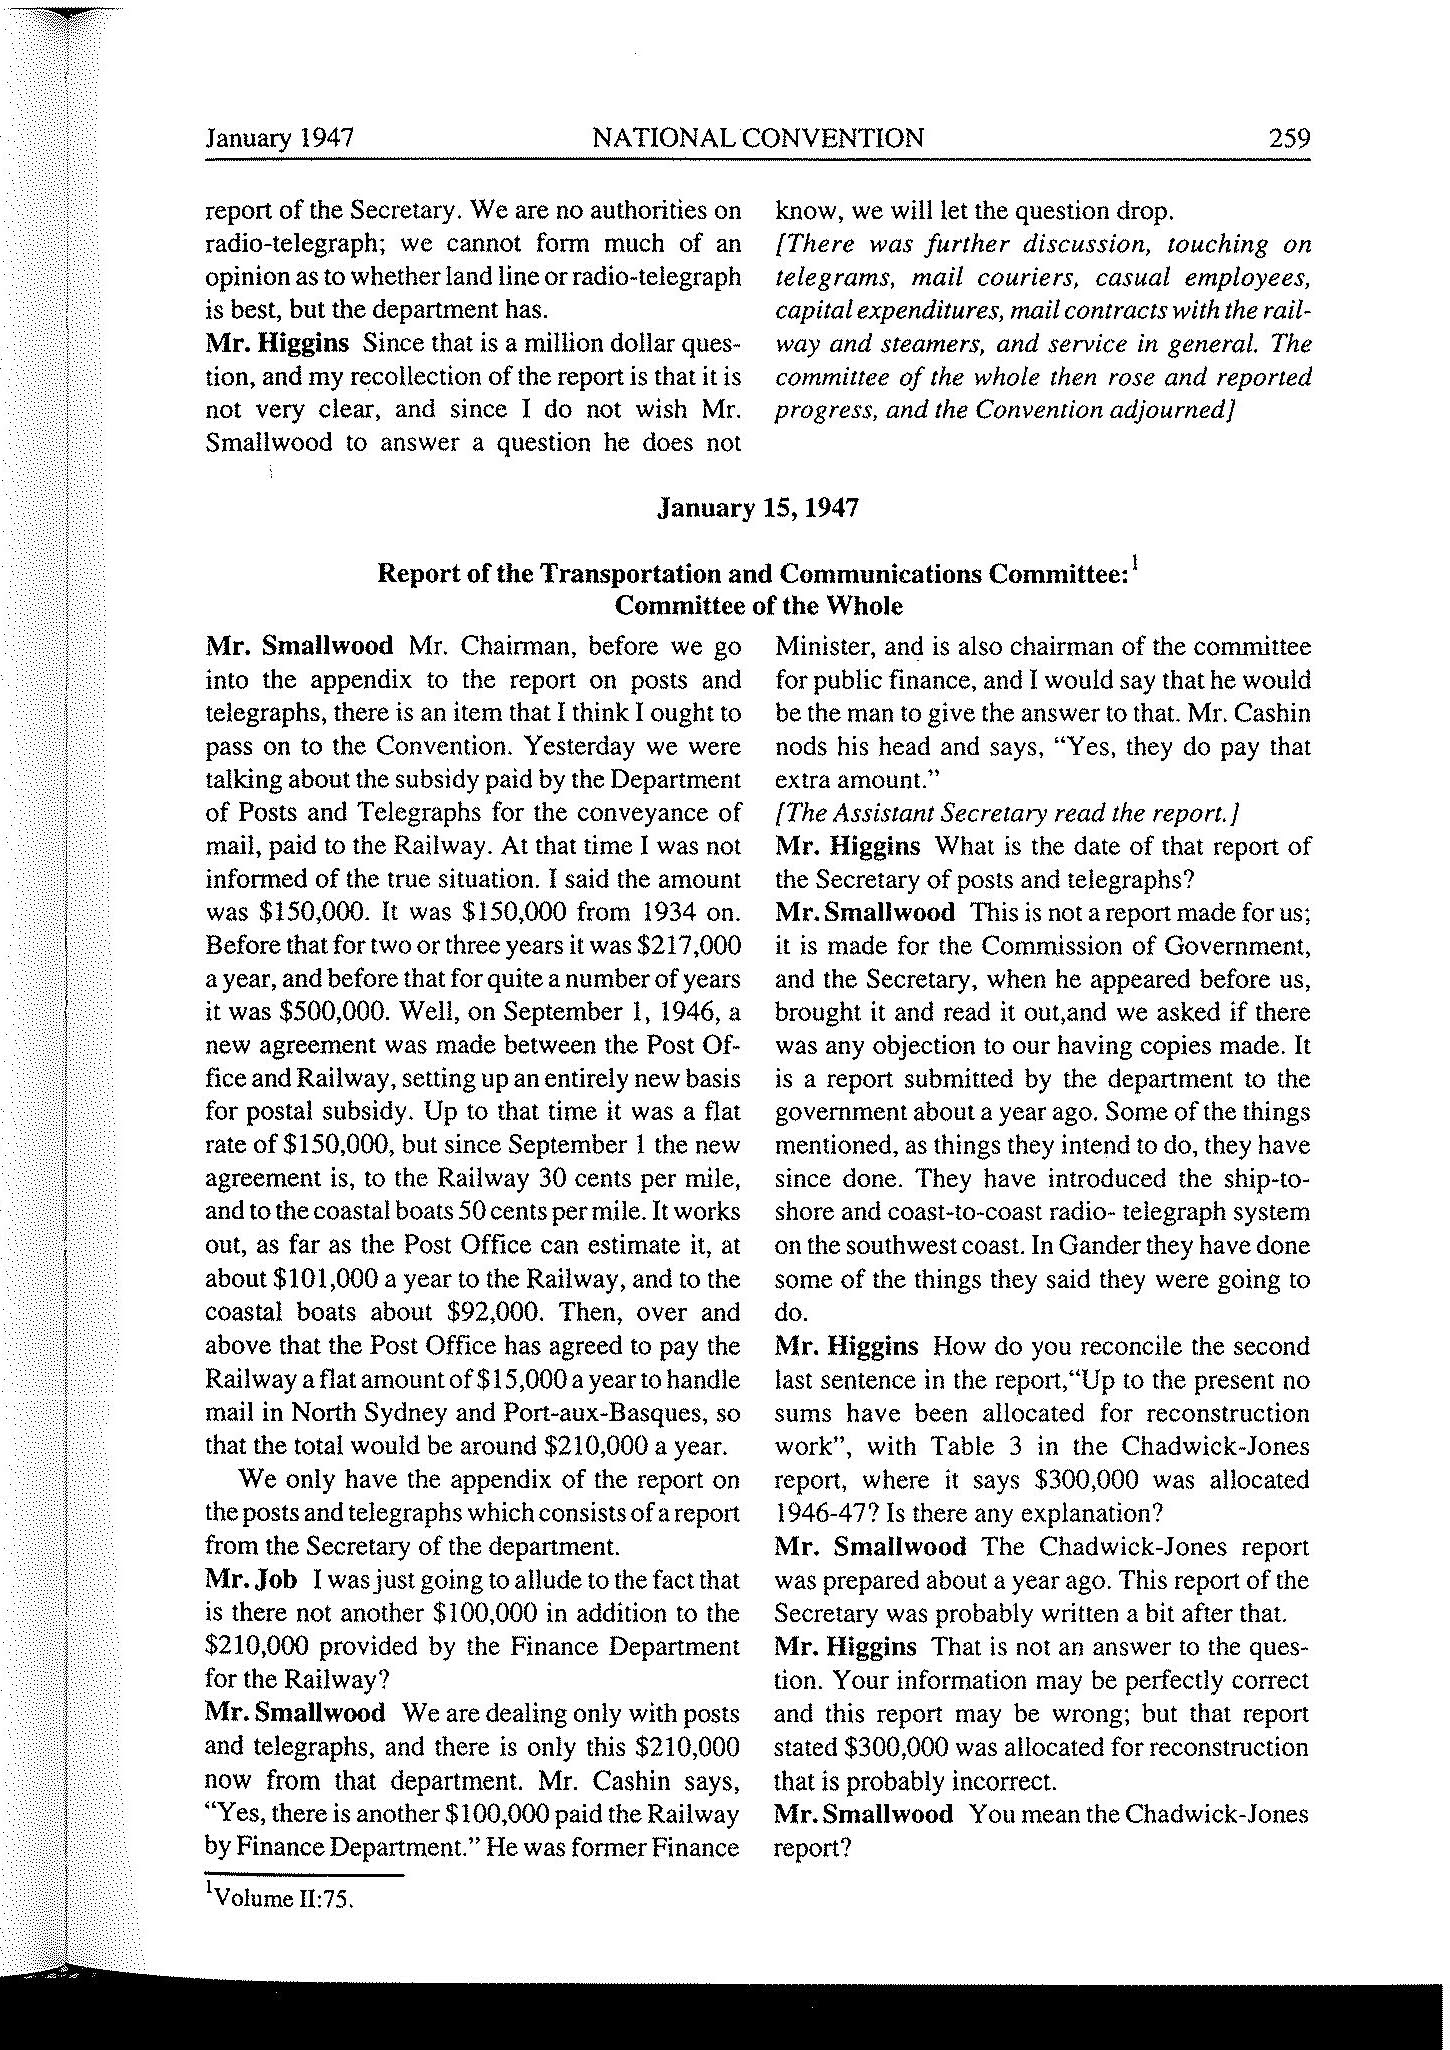 January 1947 NATIONAL CONVENTION 259
report of the Secretary. We are no authorities on
radio-telegraph; we cannot form much of an
opinion as to whether land line or radio-telegraph
is best, but the department has.
Mr. Higgins Since that is a million dollar ques-
tion, and my recollection of the report is that it is
not very clear, and since I do not wish Mr.
Smallwood to answer a question he does not
know, we will let the question drop.
[There was further discussion, touching on
telegrams, mail couriers, casual employees,
capital expenditures, mail contracts with the rail-
way and steamers, and service in general. The
committee of the whole then rose and reported
progress, and the Convention adjourned]
January 15, 1947
Report of the Transportation and Communications Committee:1
Committee of the Whole
Mr. Smallwood Mr. Chairman, before we go
into the appendix to the report on posts and
telegraphs, there is an item that I think I ought to
pass on to the Convention. Yesterday we were
talking about the subsidy paid by the Department
of Posts and Telegraphs for the conveyance of
mail, paid to the Railway. At that time I was not
informed of the true situation. I said the amount
was $150,000. It was $150,000 from 1934 on.
Before that for two or three years it was $217,000
a year, and before that for quite a number of years
it was $500,000. Well, on September 1, 1946, a
new agreement was made between the Post Of-
fice and Railway, setting up an entirely new basis
for postal subsidy. Up to that time it was a flat
rate of $150,000, but since September 1 the new
agreement is, to the Railway 30 cents per mile,
and to the coastal boats 50 cents per mile. It works
out, as far as the Post Office can estimate it, at
about $101,000 a year to the Railway, and to the
coastal boats about $92,000. Then, over and
above that the Post Office has agreed to pay the
Railway a flat amount of $15,000 a year to handle
mail in North Sydney and Port-aux-Basques, so
that the total would be around $210,000 a year.
We only have the appendix of the report on
the posts and telegraphs which consists of a report
from the Secretary of the department.
Mr. Job I was just going to allude to the fact that
is there not another $100,000 in addition to the
$210,000 provided by the Finance Department
for the Railway?
Mr. Smallwood We are dealing only with posts
and telegraphs, and there is only this $210,000
now from that department. Mr. Cashin says,
"Yes, there is another $100,000 paid the Railway
by Finance Department." He was former Finance
Minister, and is also chairman of the committee
for public finance, and I would say that he would
be the man to give the answer to that. Mr. Cashin
nods his head and says, "Yes, they do pay that
extra amount."
[The Assistant Secretary read the report.]
Mr. Higgins What is the date of that report of
the Secretary of posts and telegraphs?
Mr. Smallwood This is not a report made for us;
it is made for the Commission of Government,
and the Secretary, when he appeared before us,
brought it and read it out,and we asked if there
was any objection to our having copies made. It
is a report submitted by the department to the
government about a year ago. Some of the things
mentioned, as things they intend to do, they have
since done. They have introduced the ship-to-
shore and coast-to-coast radio- telegraph system
on the southwest coast. In Gander they have done
some of the things they said they were going to
do.
Mr. Higgins How do you reconcile the second
last sentence in the report,"Up to the present no
sums have been allocated for reconstruction
work", with Table 3 in the Chadwick-Jones
report, where it says $300,000 was allocated
1946-47? Is there any explanation?
Mr. Smallwood The Chadwick-Jones report
was prepared about a year ago. This report of the
Secretary was probably written a bit after that.
Mr. Higgins That is not an answer to the ques-
tion. Your information may be perfectly correct
and this report may be wrong; but that report
stated $300,000 was allocated for reconstruction
that is probably incorrect.
Mr. Smallwood You mean the Chadwick-Jones
report?
1Volume II:75.